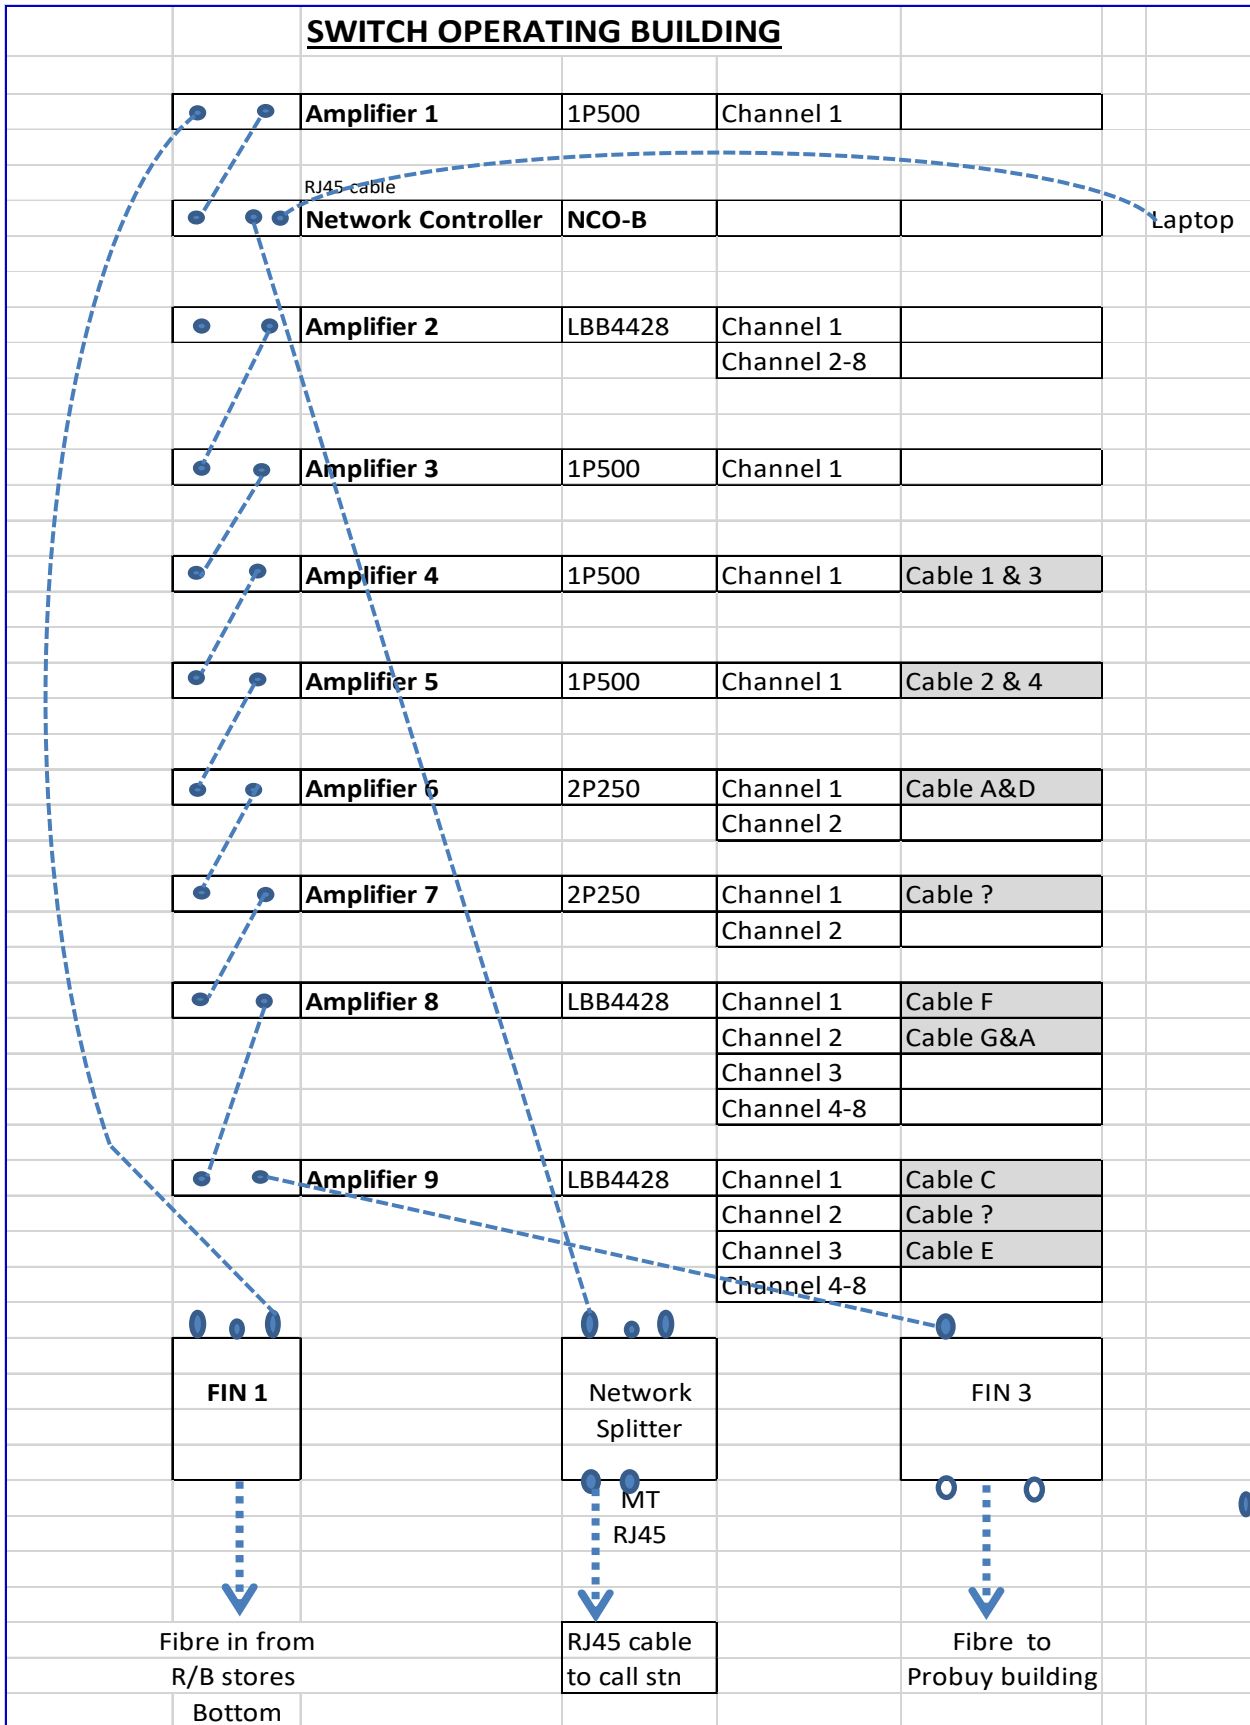 SWITCH OPERATING BUILDING
Amplifier 1 1P500 Channel 1
RJ45 cable
Network Controller NCO-B Laptop
Amplifier 2 LBB4428 Channel 1
Channel 2-8
Amplifier 3 1P500 Channel 1
Amplifier 4 1P500 Channel 1 Cable 1 & 3
Amplifier 5 1P500 Channel 1 Cable 2 & 4
Amplifier 6 2P250 Channel 1 Cable A&D
Channel 2
Amplifier 7 2P250 Channel 1 Cable ?
Channel 2
Amplifier 8 LBB4428 Channel 1 Cable F
Channel 2 Cable G&A
Channel 3
Channel 4-8
Amplifier 9 LBB4428 Channel 1 Cable C
Channel 2 Cable ?
Channel 3 Cable E
Channel 4-8
FIN 1 Network FIN 3
Splitter
MT
RJ45
Fibre in from RJ45 cable Fibre to
R/B stores to call stn Probuy building
Bottom